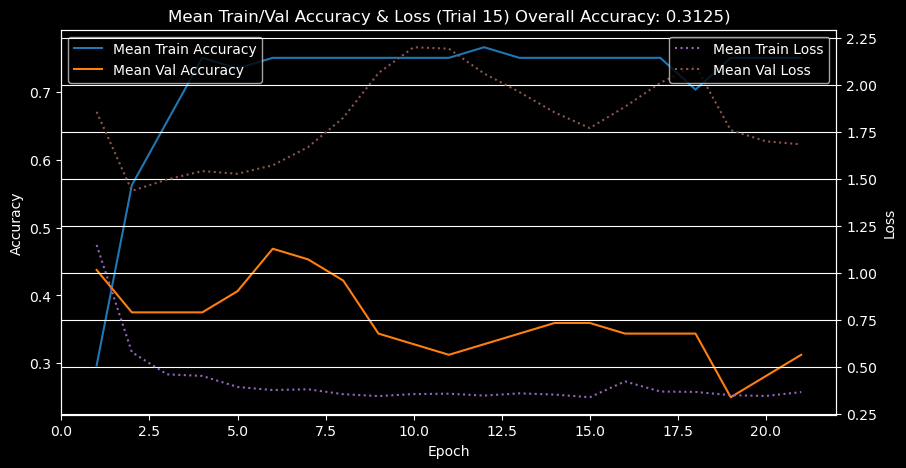 Mean Train/Val Accuracy & Loss (Trial 15) Overall Accuracy: 0.3125)
Mean Train Accuracy
Mean Val Accuracy
Mean Train Loss
Mean Val Loss
Accuracy
0.7
0.6
0.5
0.4
0.3
2.25
2.00
1.75
1.50
1.25
1.00
0.75
0.50
0.25
Loss
0.0
2.5
5.0
7.5
10.0
12.5
15.0
17.5
20.0
Epoch